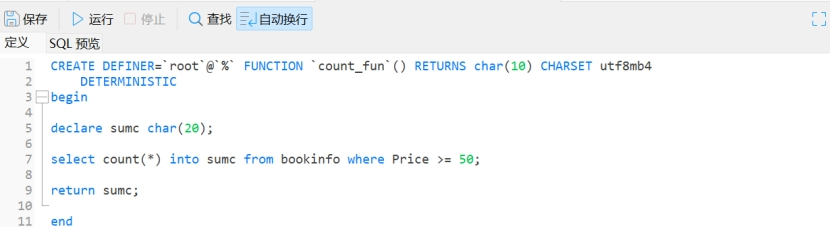 保存 运行 停止 查找 自动换行
定义 SQL 预览
1 CREATE DEFINER=`root`@`%` FUNCTION `count_fun`() RETURNS char(10) CHARSET utf8mb4
2 DETERMINISTIC
3 begin
4
5 declare sumc char(20);
6
7 select count(*) into sumc from bookinfo where Price >= 50;
8
9 return sumc;
10
11 end